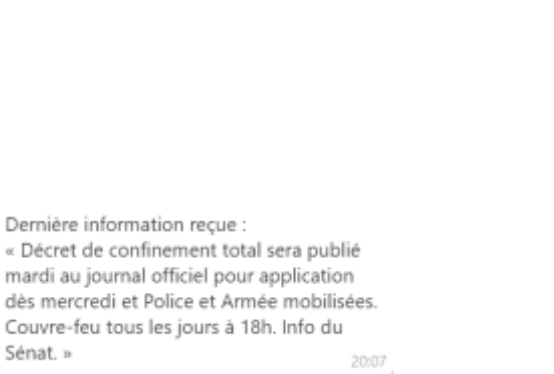 Dernière information reçue :
« Décret de confinement total sera publié
mardi au journal officiel pour application
dès mercredi et Police et Armée mobilisées.
Couvre-feu tous les jours à 18h. Info du
Sénat. »
20:07